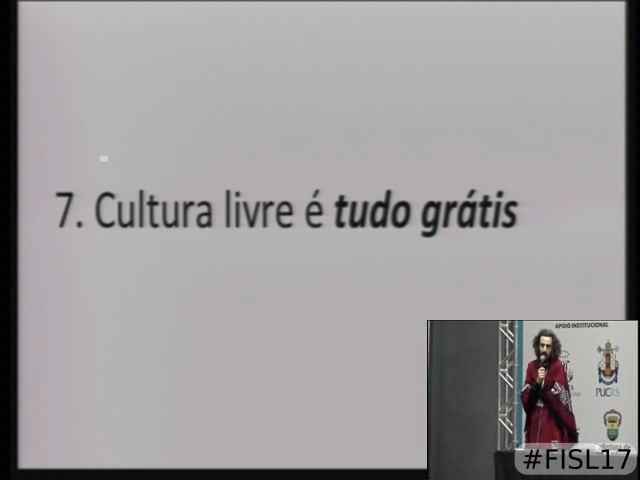 7. Cultura livre é tudo grátis
APOIO INSTITUCIONAL
PUCRS
#FISL17